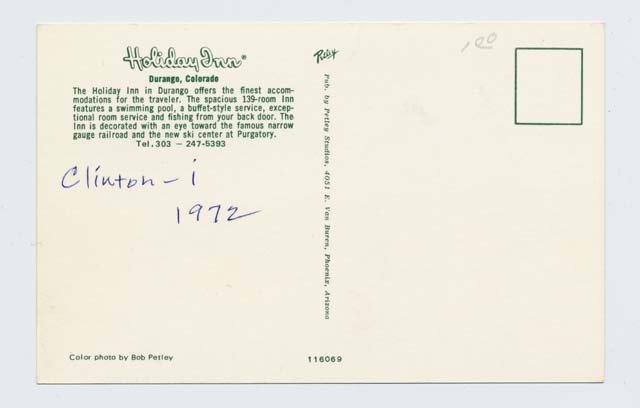 Holiday Inn®
Durango, Colorado
The Holiday Inn in Durango offers the finest accom-
modations for the traveler. The spacious 139-room Inn
features a swimming pool, a buffet-style service, excep-
tional room service and fishing from your back door. The
Inn is decorated with an eye toward the famous narrow
gauge railroad and the new ski center at Purgatory.
Tel. 303 — 247-5393
Clinton - i
1972
Color photo by Bob Petley
Petley
Pub. by Petley Studios, 4051 E. Van Buren, Phoenix, Arizona
116069